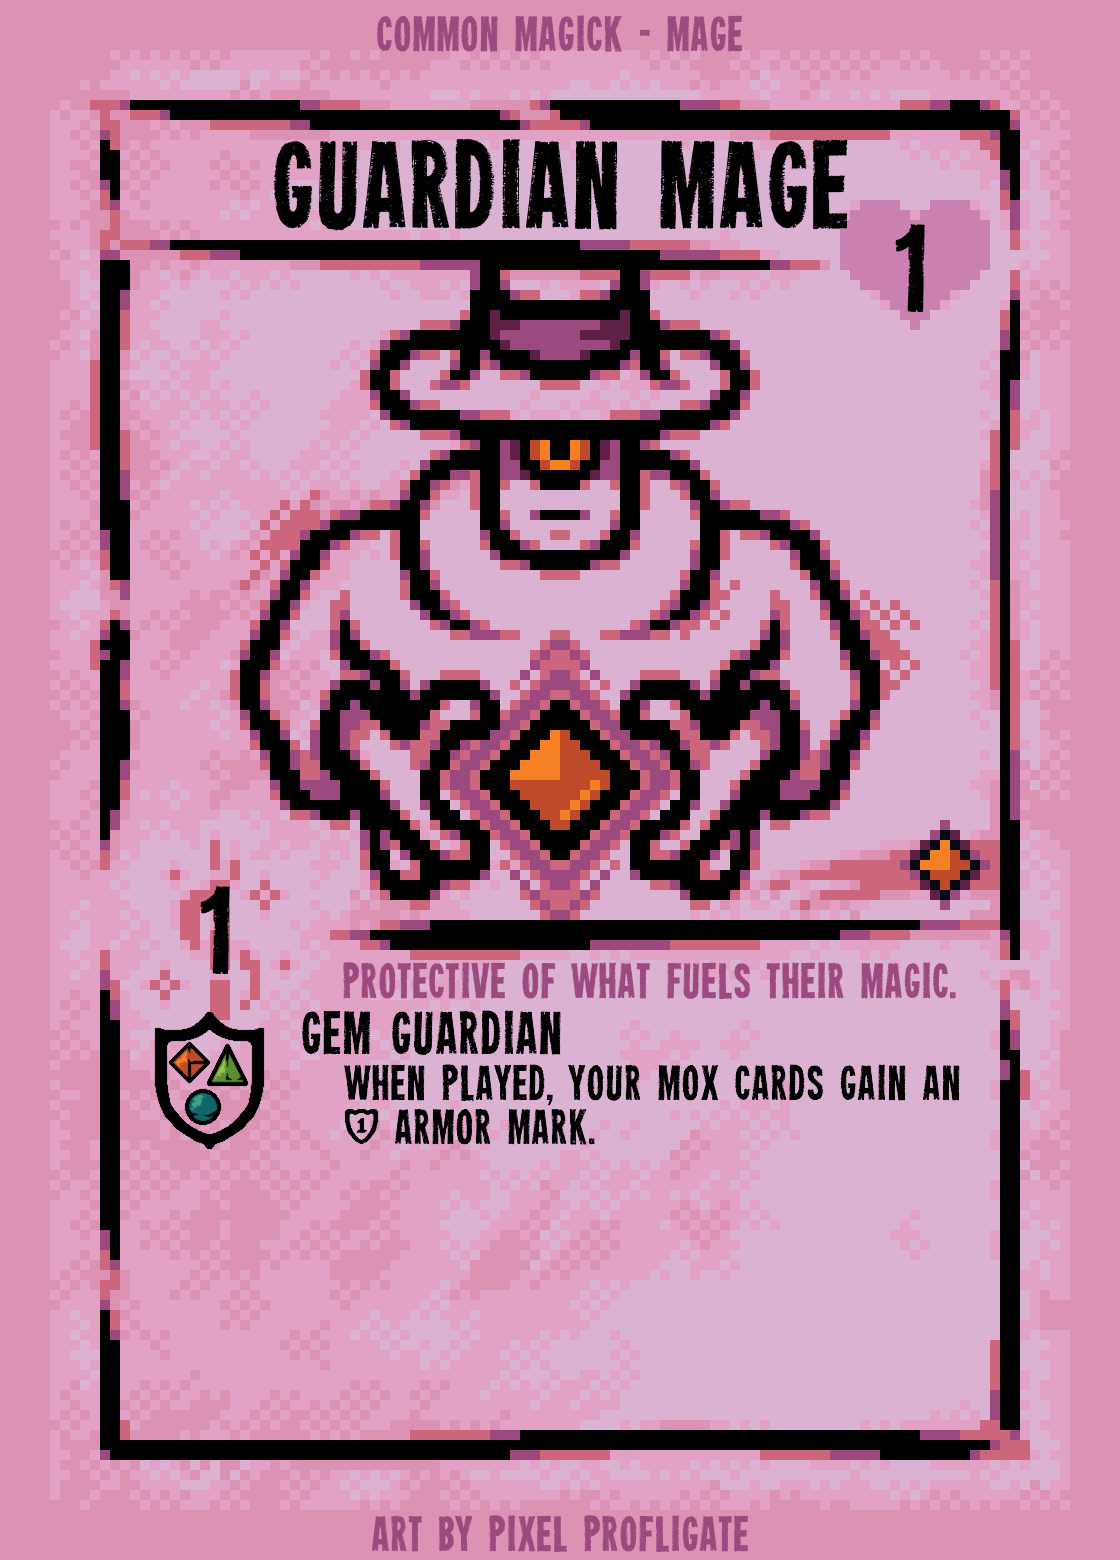 COMMON MAGICK - MAGE
GUARDIAN MAGE
1
1
PROTECTIVE OF WHAT FUELS THEIR MAGIC.
GEM GUARDIAN
WHEN PLAYED, YOUR MOX CARDS GAIN AN
1 ARMOR MARK.
ART BY PIXEL PROFLIGATE